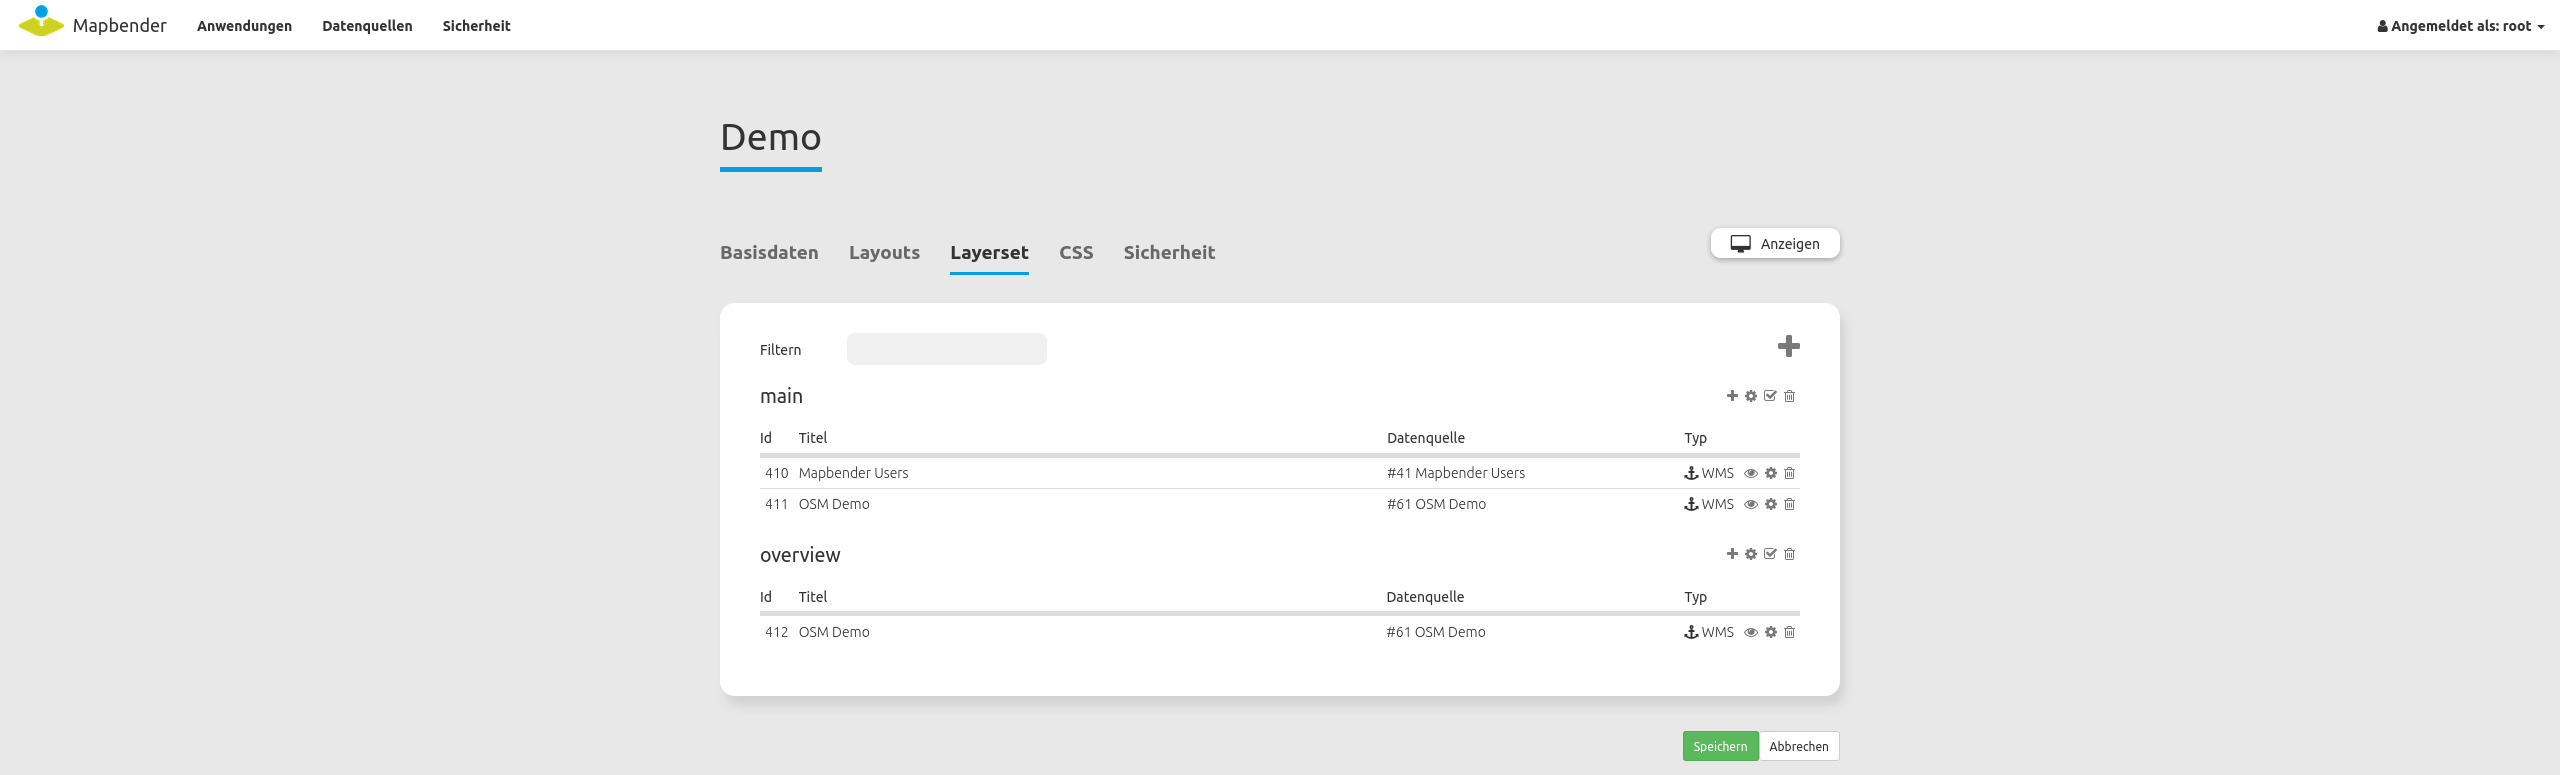 Mapbender Anwendungen Datenquellen Sicherheit Angemeldet als: root
Demo
Basisdaten Layouts Layerset CSS Sicherheit Anzeigen
Filtern
main
Id Titel Datenquelle Typ
410 Mapbender Users #41 Mapbender Users WMS
411 OSM Demo #61 OSM Demo WMS
overview
Id Titel Datenquelle Typ
412 OSM Demo #61 OSM Demo WMS
Speichern Abbrechen